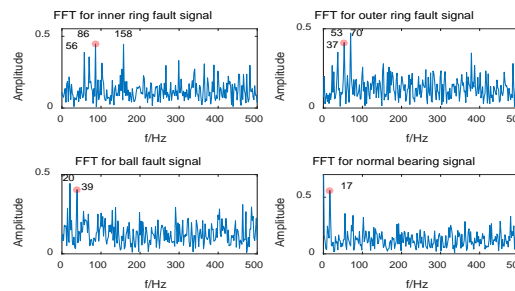 FFT for inner ring fault signal
86
158
56
0.5
0
Amplitude
0 100 200 300 400 500
f/Hz
FFT for outer ring fault signal
53 70
37
0.5
0
Amplitude
0 100 200 300 400 500
f/Hz
FFT for ball fault signal
20
39
0.5
0
Amplitude
0 100 200 300 400 500
f/Hz
FFT for normal bearing signal
17
0.5
0
Amplitude
0 100 200 300 400 500
f/Hz